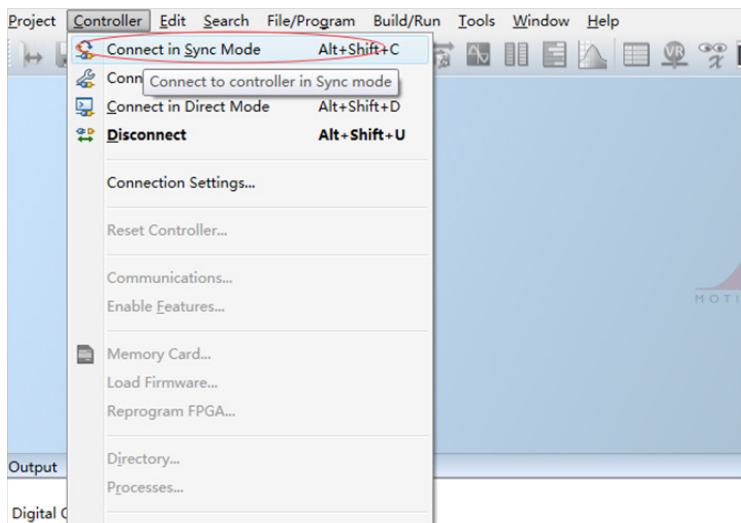 Project Controller Edit Search File/Program Build/Run Tools Window Help
Connect in Sync Mode Alt+Shift+C
Conn
Connect to controller in Sync mode
Connect in Direct Mode Alt+Shift+D
Disconnect Alt+Shift+U
Connection Settings...
Reset Controller...
Communications...
Enable Features...
MOTI
Memory Card...
Load Firmware...
Reprogram FPGA...
Directory...
Output
Processes...
Digital